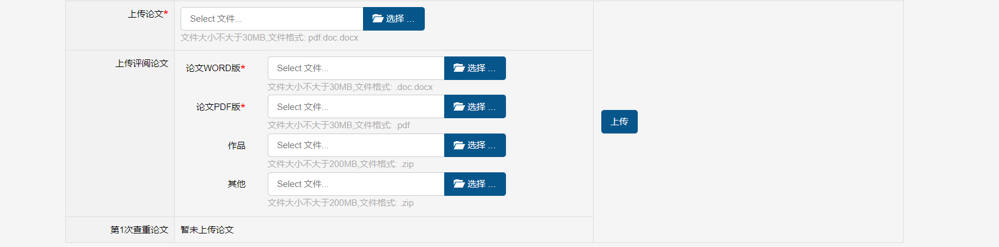 上传论文*
Select 文件...
选择 ...
文件大小不大于30MB,文件格式: pdf.doc.docx
上传评阅论文
论文WORD版*
Select 文件...
选择 ...
文件大小不大于30MB,文件格式: .doc.docx
论文PDF版*
Select 文件...
选择 ...
文件大小不大于30MB,文件格式: .pdf
作品
Select 文件...
选择 ...
文件大小不大于200MB,文件格式: .zip
其他
Select 文件...
选择 ...
文件大小不大于200MB,文件格式: .zip
上传
第1次查重论文
暂未上传论文